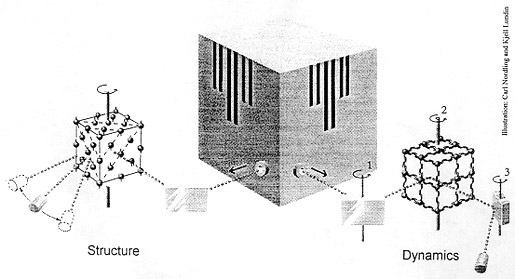 Illustration: Carl Nordling and Kjell Lundin
1
2
3
Structure
Dynamics